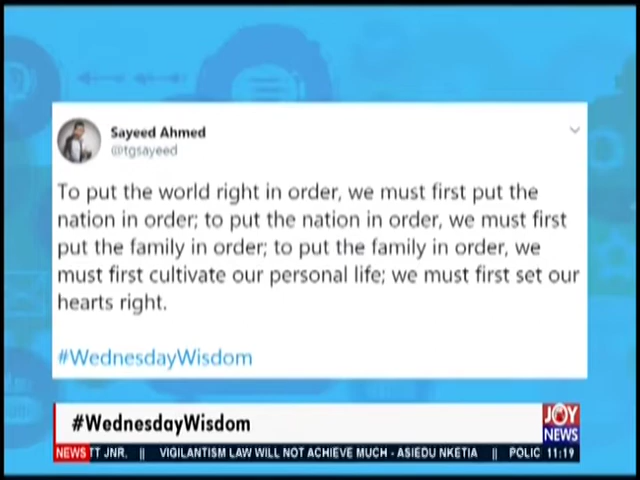 Sayeed Ahmed
@tgsayeed
To put the world right in order, we must first put the
nation in order; to put the nation in order, we must first
put the family in order; to put the family in order, we
must first cultivate our personal life; we must first set our
hearts right.
#WednesdayWisdom
#WednesdayWisdom
JOY
NEWS
NEWS TT JNR. || VIGILANTISM LAW WILL NOT ACHIEVE MUCH - ASIEDU NKETIA || POLIC 11:19